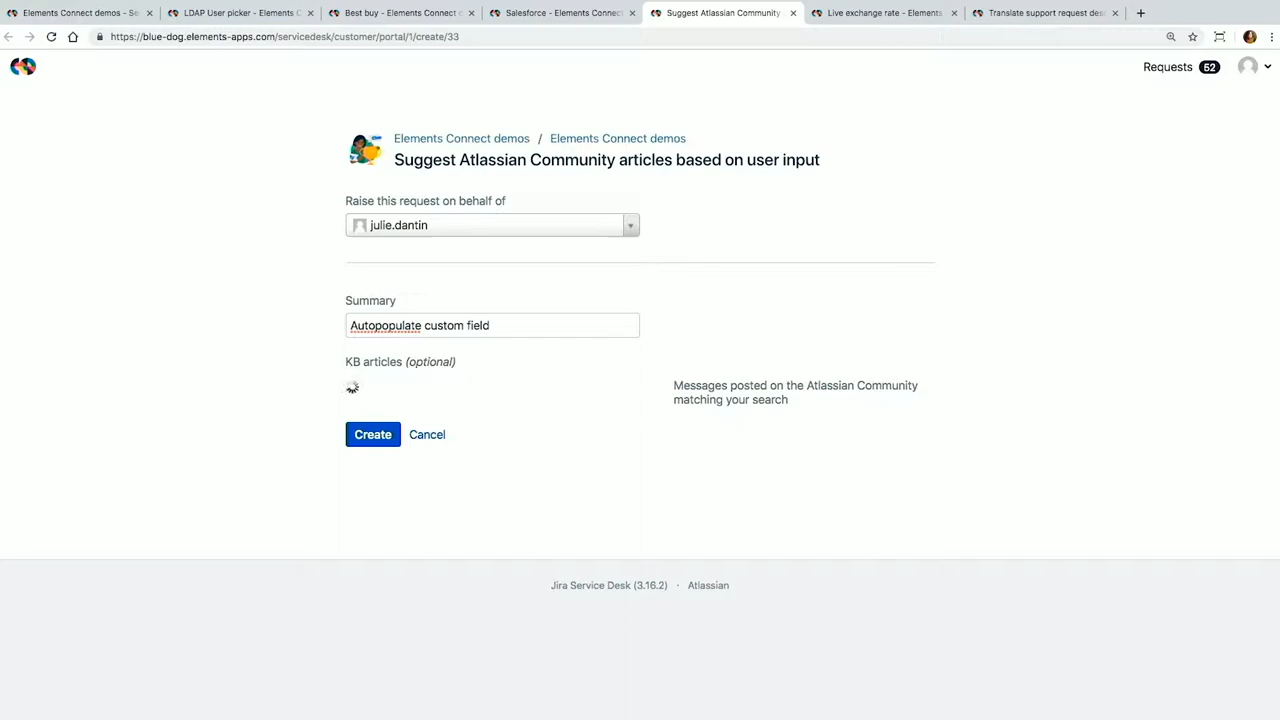 Elements Connect demos - Se
LDAP User picker - Elements C
Best buy - Elements Connect d
Salesforce - Elements Connect
Suggest Atlassian Community
Live exchange rate - Elements
Translate support request des
https://blue-dog.elements-apps.com/servicedesk/customer/portal/1/create/33
Requests 52
Elements Connect demos / Elements Connect demos
Suggest Atlassian Community articles based on user input
Raise this request on behalf of
julie.dantin
Summary
Autopopulate custom field
KB articles (optional)
Messages posted on the Atlassian Community
matching your search
Create Cancel
Jira Service Desk (3.16.2) · Atlassian